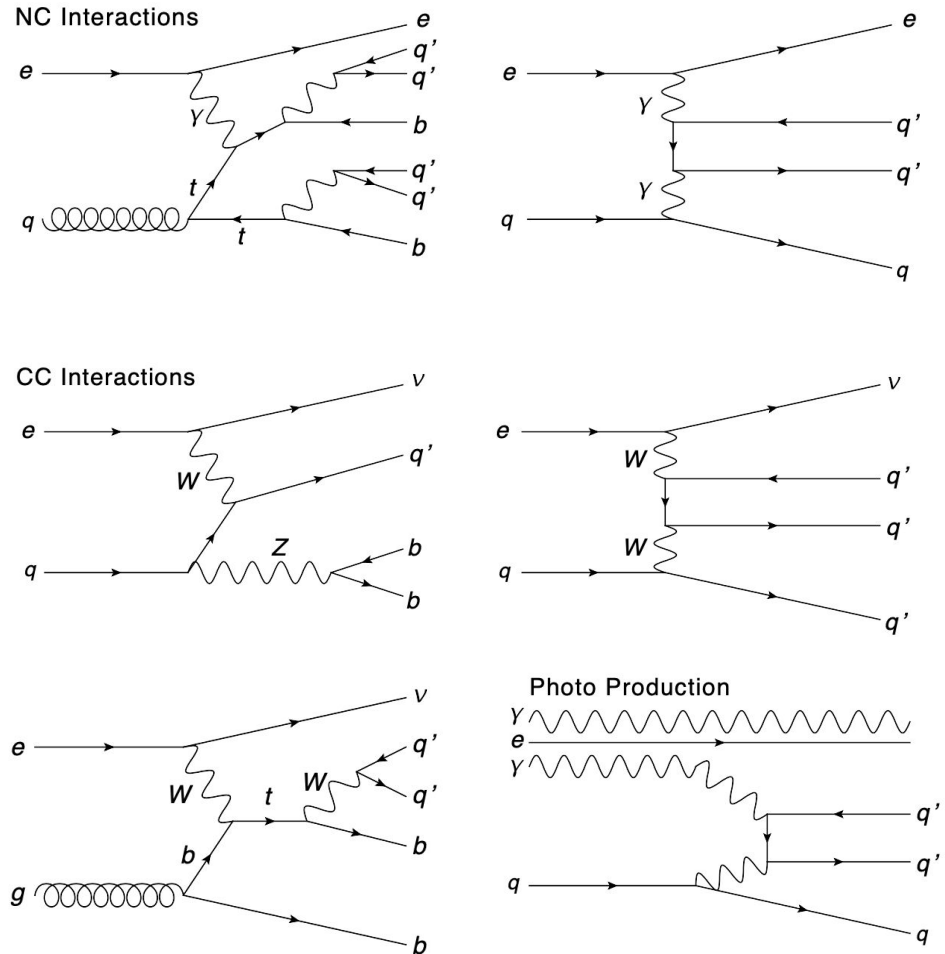 NC Interactions
e
e
q'
q'
γ
b
q'
q'
t
q
t
b
e
e
γ
q'
q'
γ
q
q
CC Interactions
ν
e
q'
W
Z
b
q
b
ν
e
W
q'
q'
W
q
q'
ν
e
q'
W
W
t
q'
b
b
g
b
Photo Production
γ
e
γ
q'
q'
q
q